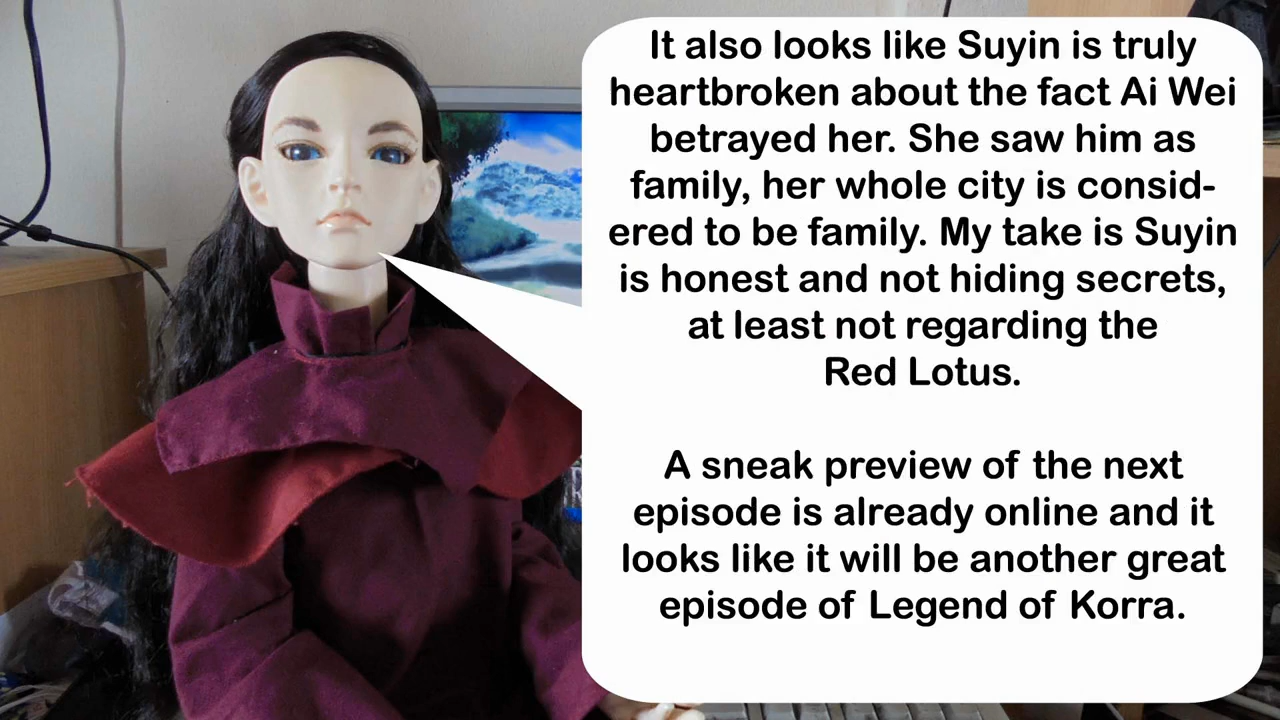 It also looks like Suyin is truly
heartbroken about the fact Ai Wei
betrayed her. She saw him as
family, her whole city is consid-
ered to be family. My take is Suyin
is honest and not hiding secrets,
at least not regarding the
Red Lotus.
A sneak preview of the next
episode is already online and it
looks like it will be another great
episode of Legend of Korra.